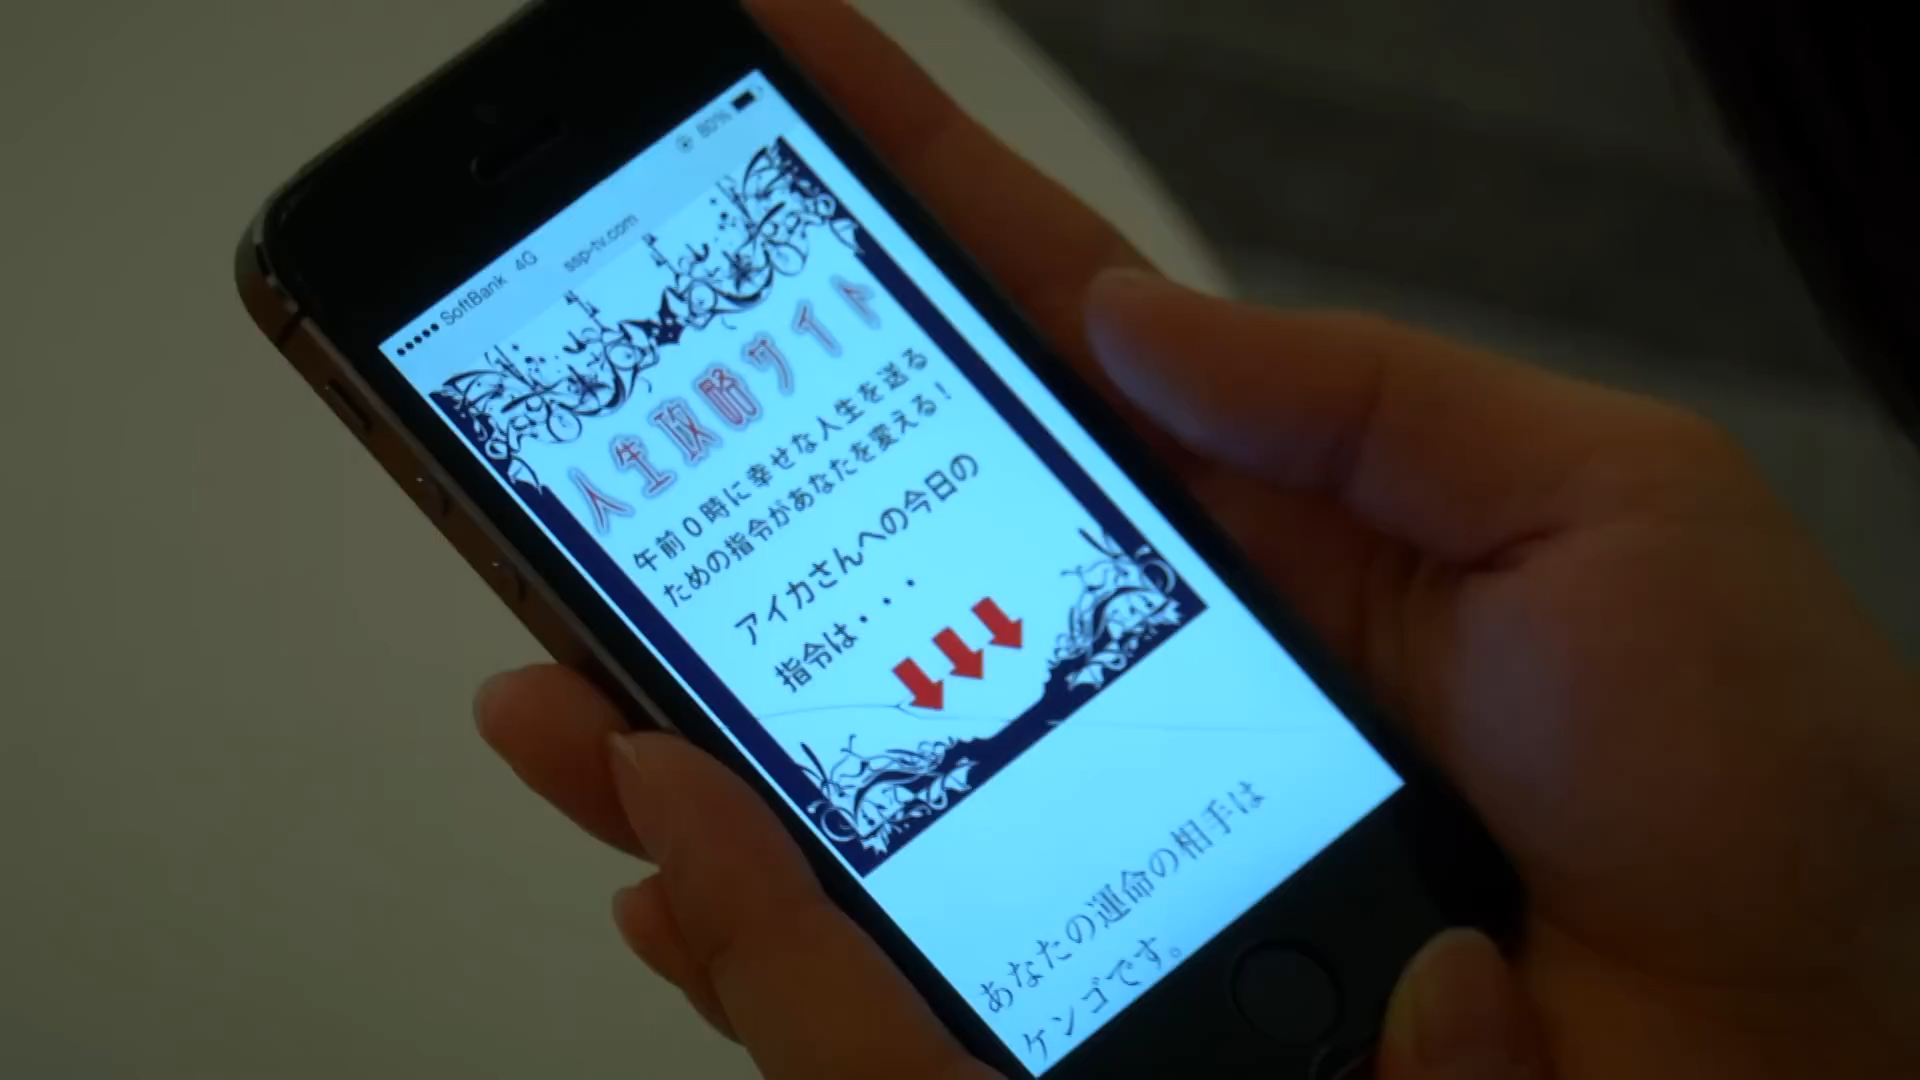 ●●●●● SoftBank 4G
80%
ssp-tv.com
人生攻略サイト
午前0時に幸せな人生を送る
ための指令があなたを変える！
アイカさんへの今日の
指令は・・・
あなたの運命の相手は
ケンゴです。